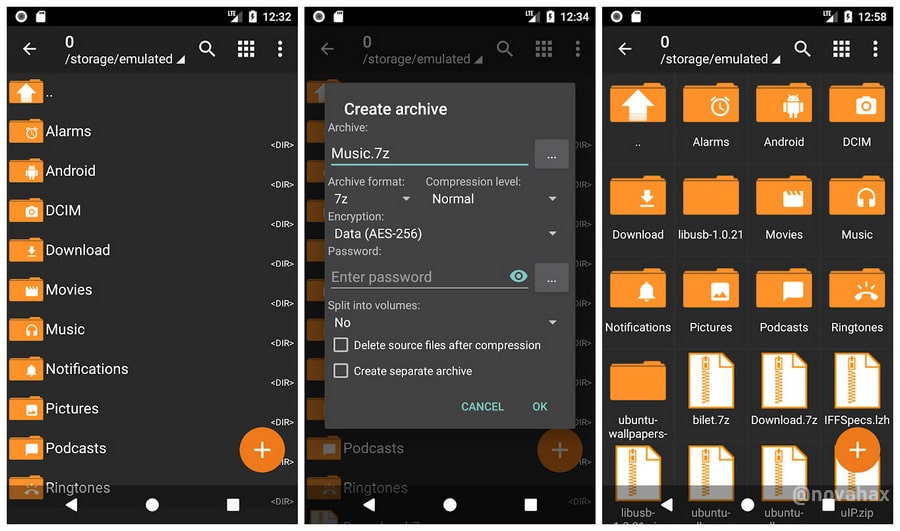 LTE 12:32
0
/storage/emulated
..
Alarms
<DIR>
Android
<DIR>
DCIM
<DIR>
Download
<DIR>
Movies
<DIR>
Music
<DIR>
Notifications
<DIR>
Pictures
<DIR>
Podcasts
<DIR>
Ringtones
<DIR>
LTE 12:34
0
/storage/emulated
Create archive
Archive:
Music.7z
...
Archive format: Compression level:
7z Normal
Encryption:
Data (AES-256)
Password:
Enter password
...
Split into volumes:
No
Delete source files after compression
Create separate archive
CANCEL OK
Podcasts
<DIR>
Ringtones
<DIR>
Download
LTE 12:58
0
/storage/emulated
.. Alarms Android DCIM
Download libusb-1.0.21 Movies Music
Notifications Pictures Podcasts Ringtones
ubuntu-wallpapers- bilet.7z Download.7z IFFSpecs.lzh
libusb- ubuntu- ubuntu- uIP.zip
@novahax